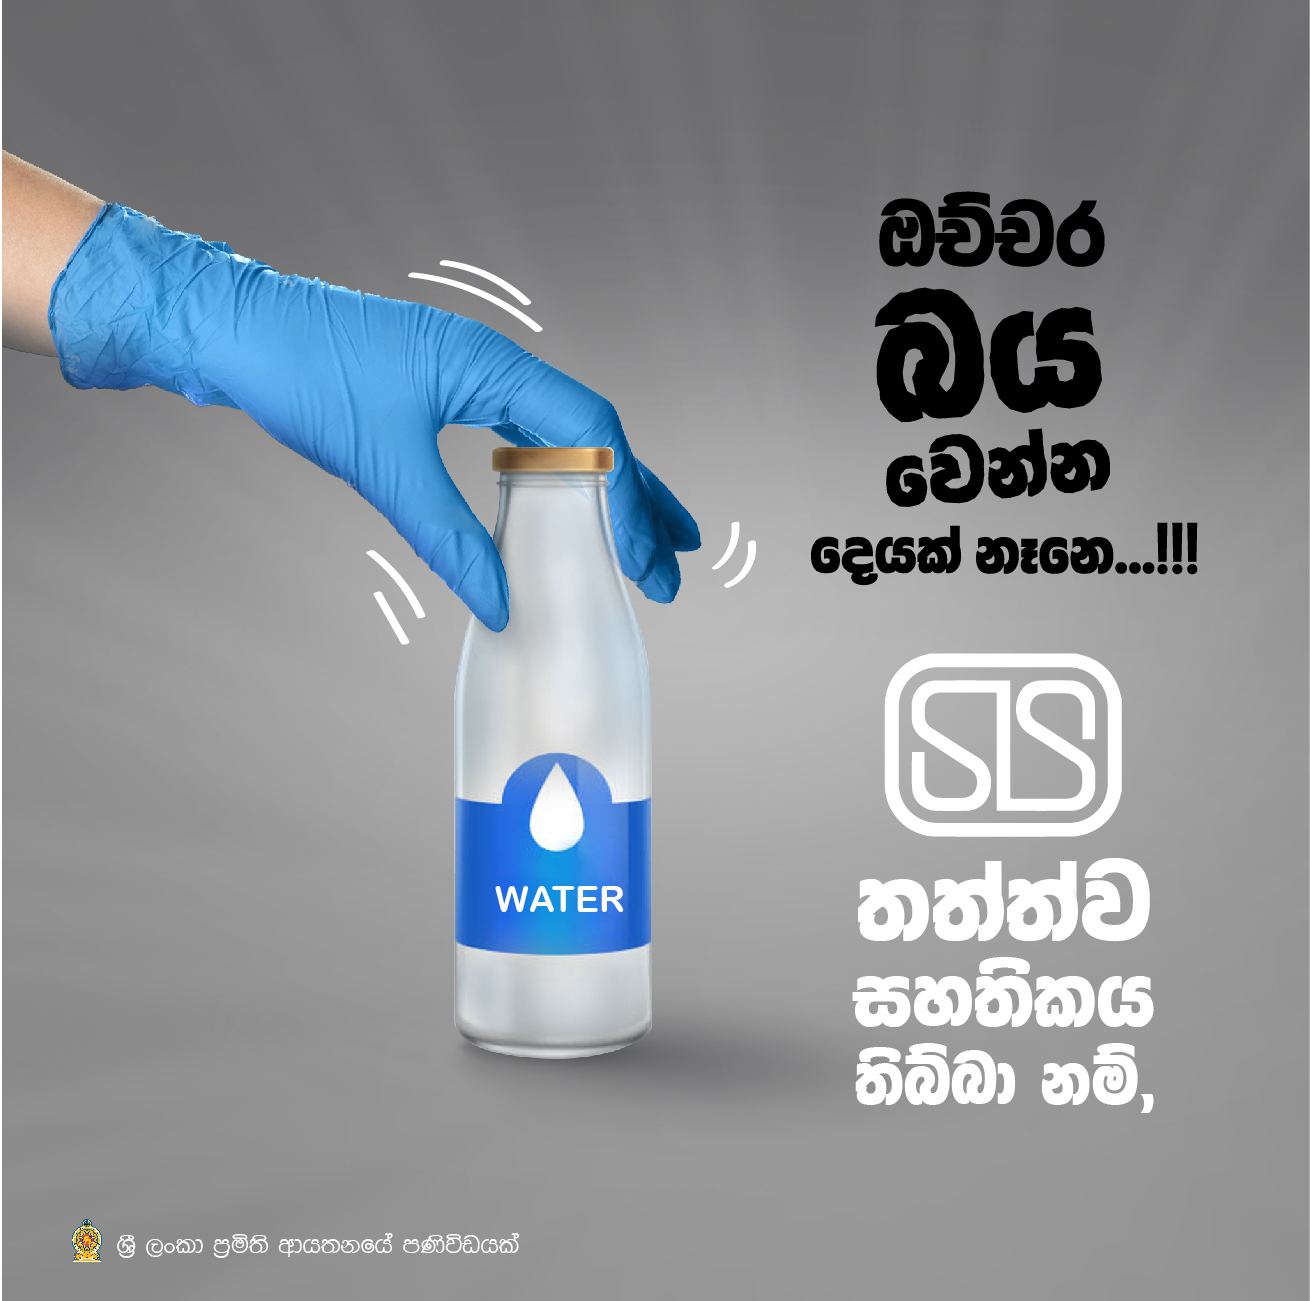 ඔච්චර
බය
වෙන්න
දෙයක් නෑනෙ...!!!
SLS
තත්ත්ව
සහතිකය
තිබ්බා නම්,
WATER
ශ්‍රී ලංකා ප්‍රමිති ආයතනයේ පණිවිඩයක්